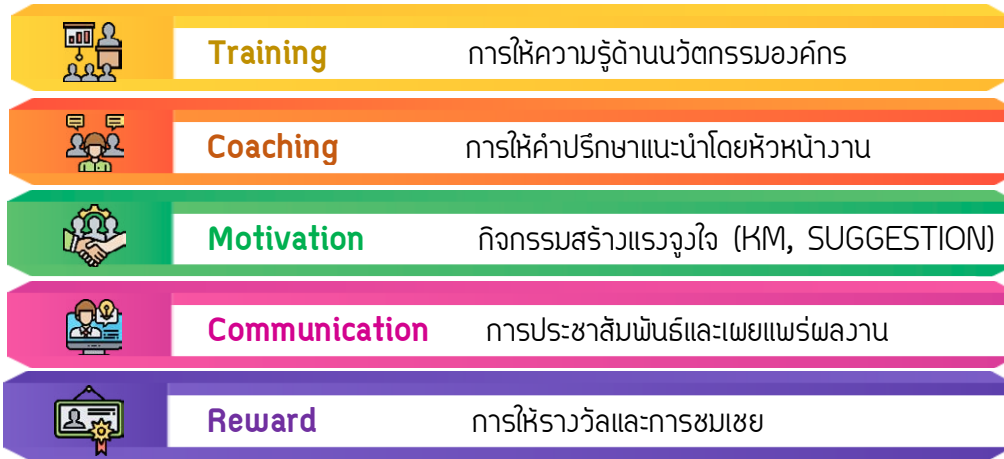 Training การให้ความรู้ด้านนวัตกรรมองค์กร
Coaching การให้คำปรึกษาแนะนำโดยหัวหน้างาน
Motivation กิจกรรมสร้างแรงจูงใจ (KM, SUGGESTION)
Communication การประชาสัมพันธ์และเผยแพร่ผลงาน
Reward การให้รางวัลและการชมเชย